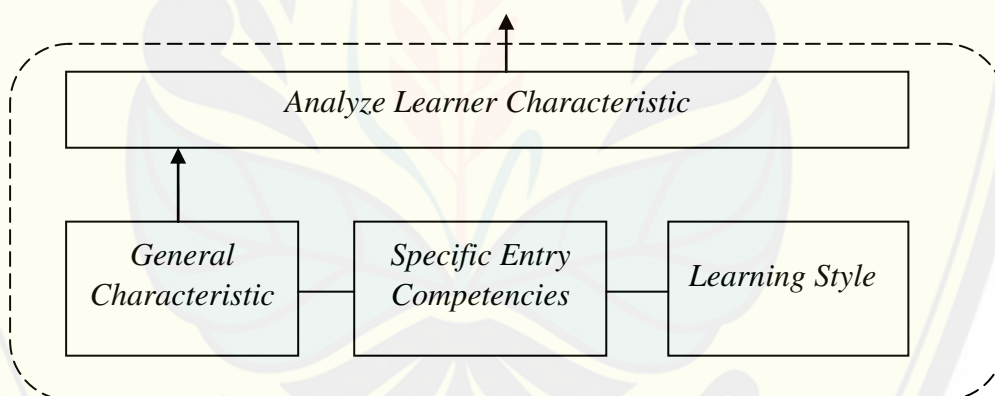 Analyze Learner Characteristic
General
Characteristic
Specific Entry
Competencies
Learning Style